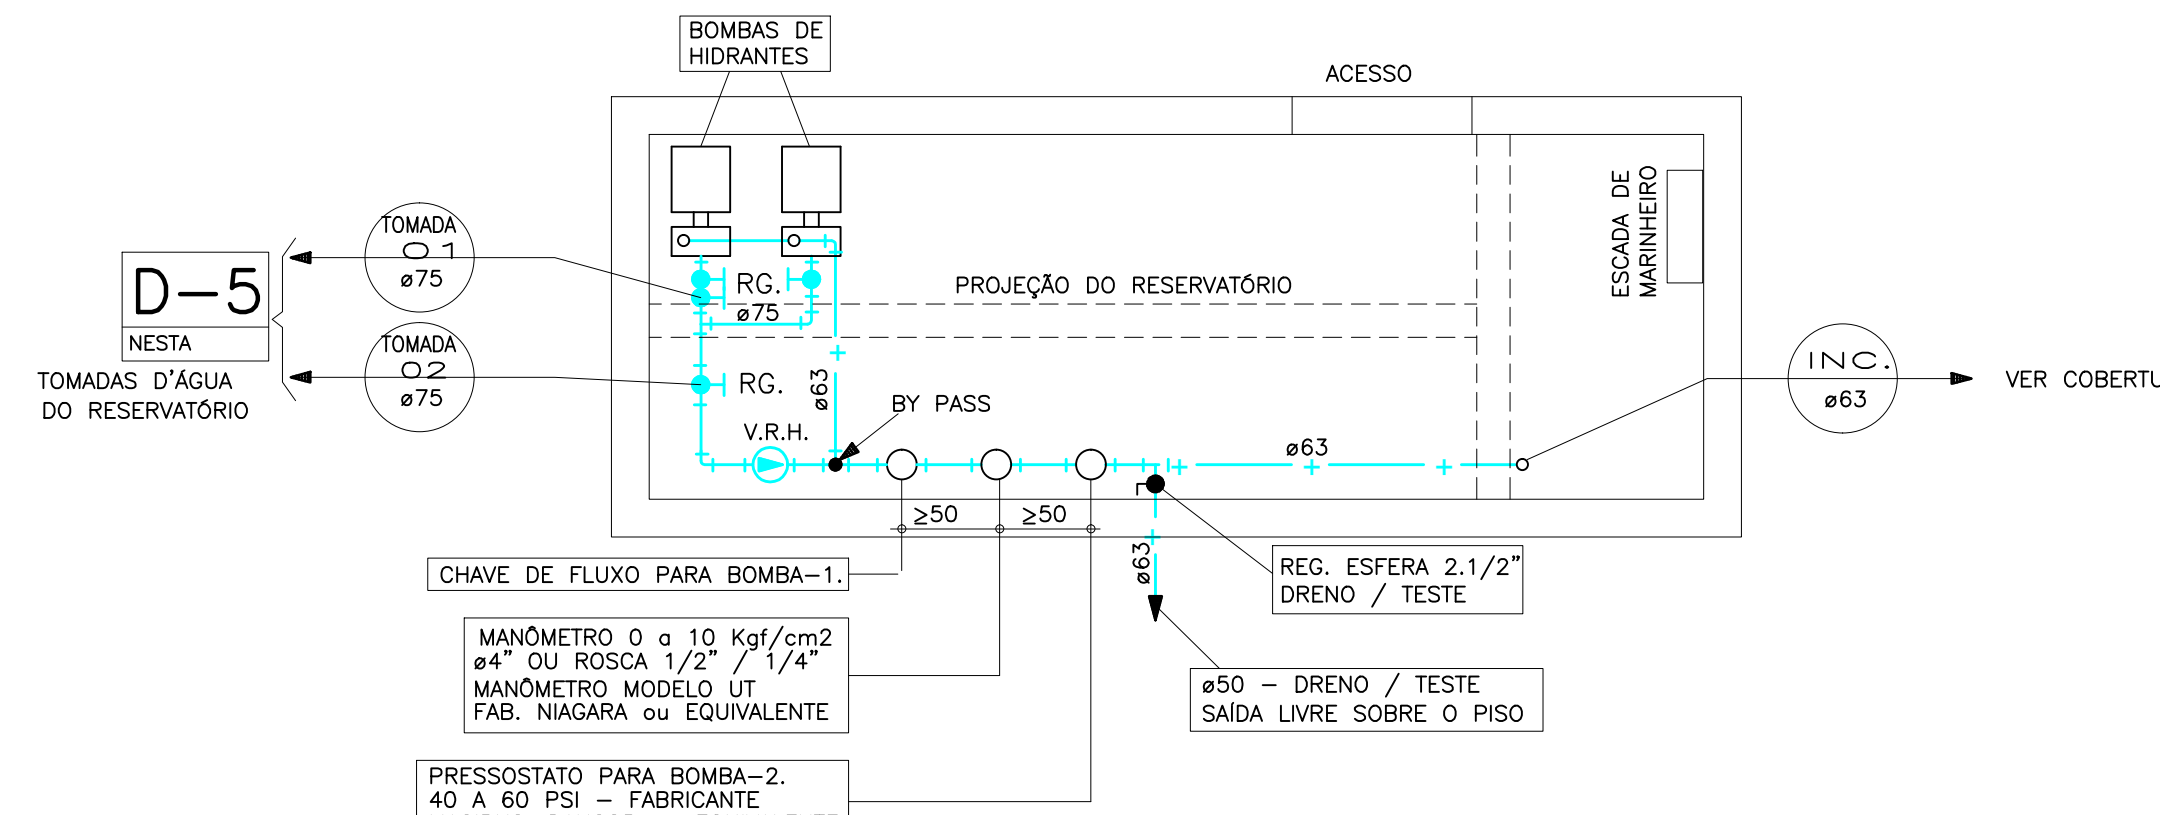 BOMBAS DE
HIDRANTES
ACESSO
TOMADA
01
ø75
D-5
NESTA
TOMADA
02
ø75
TOMADAS D'ÁGUA
DO RESERVATÓRIO
RG.
ø75
RG.
ø63
V.R.H.
BY PASS
PROJEÇÃO DO RESERVATÓRIO
ESCADA DE
MARINHEIRO
INC.
ø63
VER COBERTU
ø63
≥50
≥50
ø63
CHAVE DE FLUXO PARA BOMBA-1.
REG. ESFERA 2.1/2"
DRENO / TESTE
MANÔMETRO 0 a 10 Kgf/cm2
ø4" OU ROSCA 1/2" / 1/4"
MANÔMETRO MODELO UT
FAB. NIAGARA ou EQUIVALENTE
ø50 - DRENO / TESTE
SAÍDA LIVRE SOBRE O PISO
PRESSOSTATO PARA BOMBA-2.
40 A 60 PSI - FABRICANTE